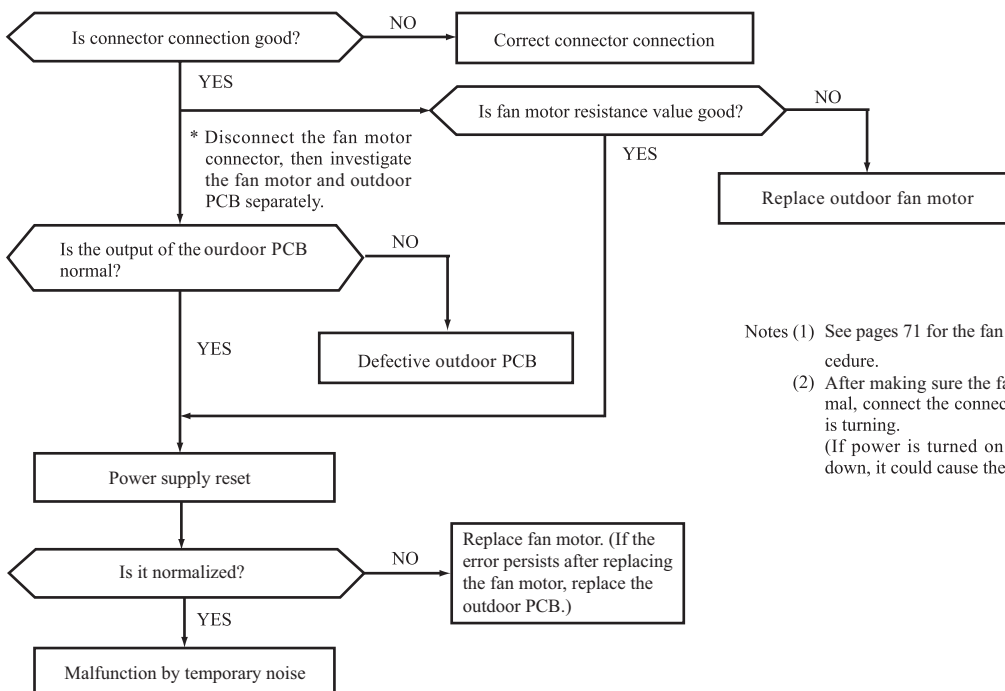 Is connector connection good?
NO
Correct connector connection
YES
Is fan motor resistance value good?
NO
* Disconnect the fan motor
connector, then investigate
the fan motor and outdoor
PCB separately.
YES
Replace outdoor fan motor
Is the output of the ourdoor PCB
normal?
NO
YES
Defective outdoor PCB
Notes (1) See pages 71 for the fan
cedure.
(2) After making sure the fa
mal, connect the connec
is turning.
(If power is turned on
down, it could cause the
Power supply reset
Is it normalized?
NO
Replace fan motor. (If the
error persists after replacing
the fan motor, replace the
outdoor PCB.)
YES
Malfunction by temporary noise